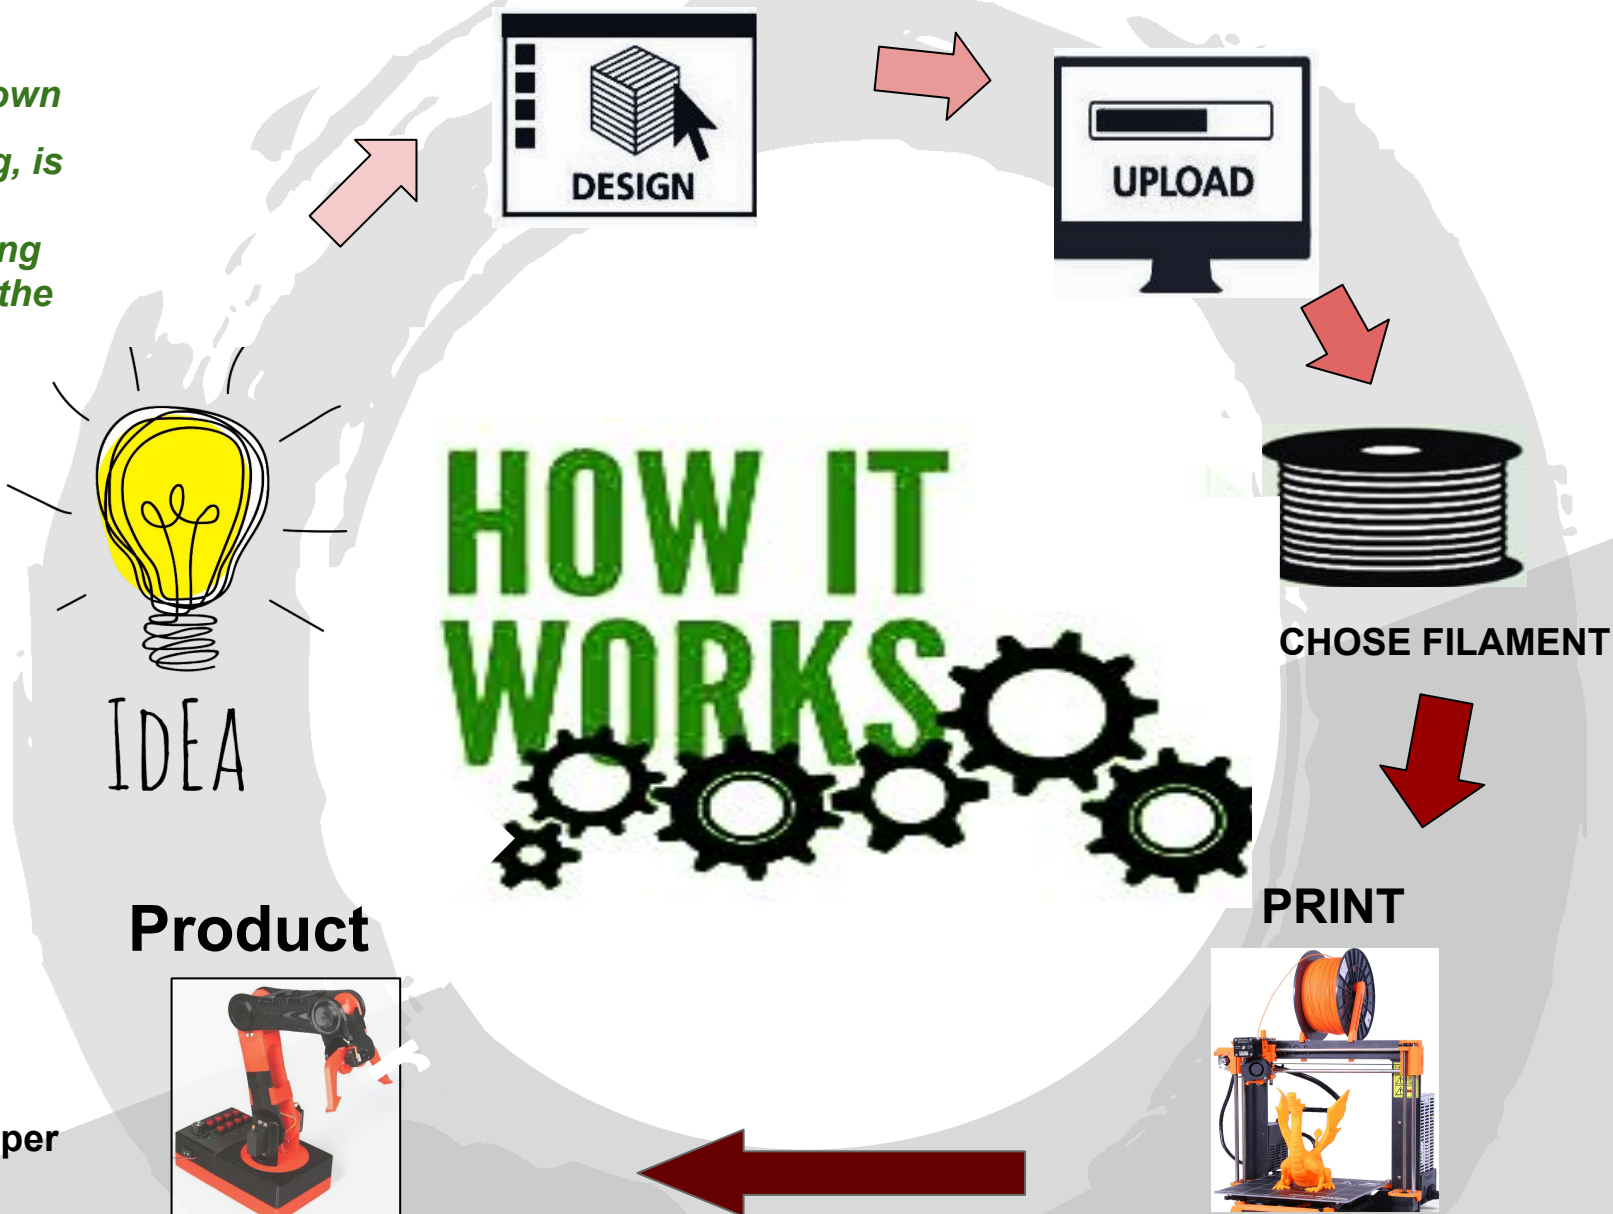 own
g, is
ng
the
DESIGN
UPLOAD
IDEA
HOW IT
WORKS
CHOSE FILAMENT
PRINT
Product
per